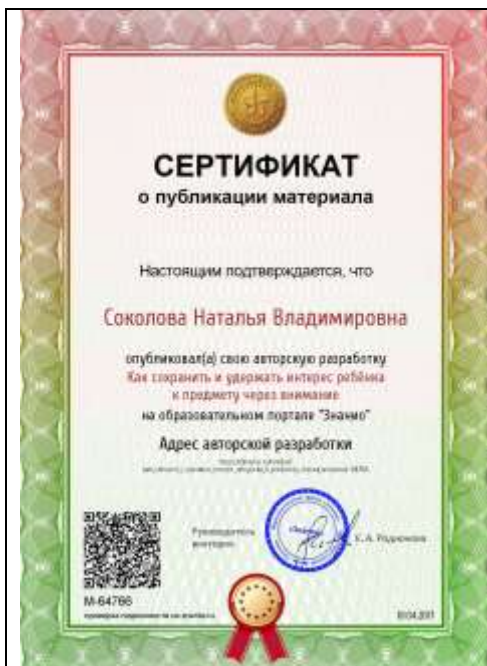 СЕРТИФИКАТ
о публикации материала
Настоящим подтверждается, что
Соколова Наталья Владимировна
опубликовал(а) свою авторскую разработку
Как сохранить и удержать интерес ребёнка
к предмету через внимание
на образовательном портале "Знанио"
Адрес авторской разработки
Руководитель
М-64766